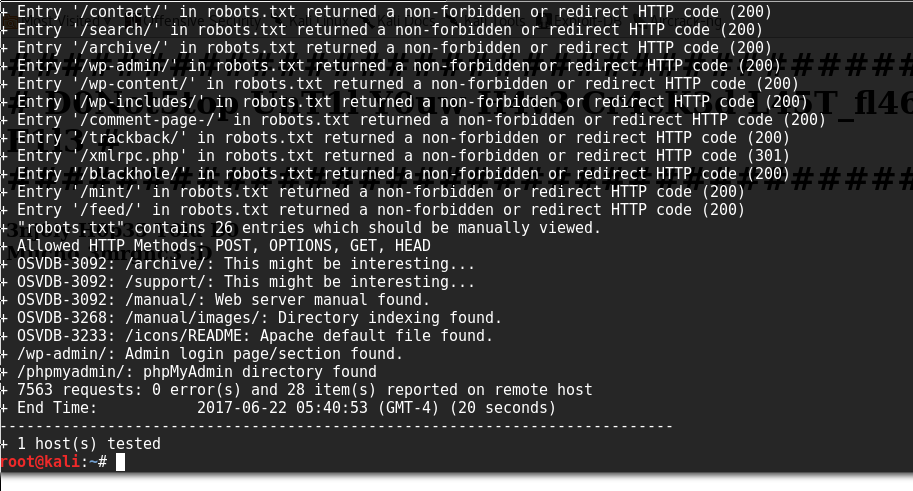 + Entry '/contact/' in robots.txt returned a non-forbidden or redirect HTTP code (200)
+ Entry '/search/' in robots.txt returned a non-forbidden or redirect HTTP code (200)
+ Entry '/archive/' in robots.txt returned a non-forbidden or redirect HTTP code (200)
+ Entry '/wp-admin/' in robots.txt returned a non-forbidden or redirect HTTP code (200)
+ Entry '/wp-content/' in robots.txt returned a non-forbidden or redirect HTTP code (200)
+ Entry '/wp-includes/' in robots.txt returned a non-forbidden or redirect HTTP code (200)
+ Entry '/comment-page-/' in robots.txt returned a non-forbidden or redirect HTTP code (200)
+ Entry '/trackback/' in robots.txt returned a non-forbidden or redirect HTTP code (200)
+ Entry '/xmlrpc.php' in robots.txt returned a non-forbidden or redirect HTTP code (301)
+ Entry '/blackhole/' in robots.txt returned a non-forbidden or redirect HTTP code (200)
+ Entry '/mint/' in robots.txt returned a non-forbidden or redirect HTTP code (200)
+ Entry '/feed/' in robots.txt returned a non-forbidden or redirect HTTP code (200)
+ "robots.txt" contains 26 entries which should be manually viewed.
+ Allowed HTTP Methods: POST, OPTIONS, GET, HEAD
+ OSVDB-3092: /archive/: This might be interesting...
+ OSVDB-3092: /support/: This might be interesting...
+ OSVDB-3092: /manual/: Web server manual found.
+ OSVDB-3268: /manual/images/: Directory indexing found.
+ OSVDB-3233: /icons/README: Apache default file found.
+ /wp-admin/: Admin login page/section found.
+ /phpmyadmin/: phpMyAdmin directory found
+ 7563 requests: 0 error(s) and 28 item(s) reported on remote host
+ End Time:           2017-06-22 05:40:53 (GMT-4) (20 seconds)
---------------------------------------------------------------------------
+ 1 host(s) tested
root@kali:~#